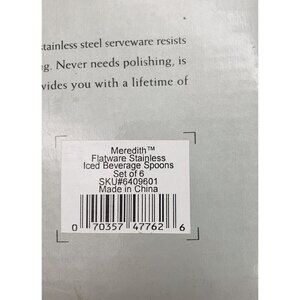 stainless steel serveware resists
g. Never needs polishing, is
vides you with a lifetime of
Meredith™
Flatware Stainless
Iced Beverage Spoons
Set of 6
SKU#6409601
Made in China
0 70357 47762 6